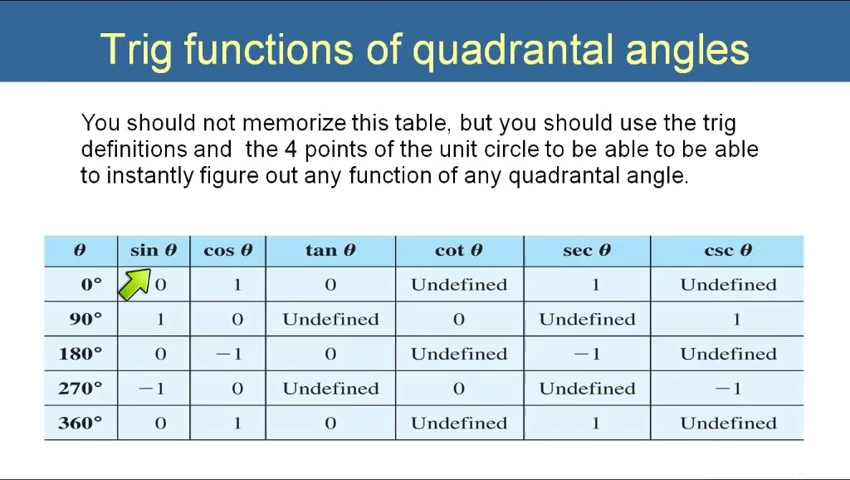 Trig functions of quadrantal angles
You should not memorize this table, but you should use the trig
definitions and the 4 points of the unit circle to be able to be able
to instantly figure out any function of any quadrantal angle.
θ sin θ cos θ tan θ cot θ sec θ csc θ
0° 0 1 0 Undefined 1 Undefined
90° 1 0 Undefined 0 Undefined 1
180° 0 −1 0 Undefined −1 Undefined
270° −1 0 Undefined 0 Undefined −1
360° 0 1 0 Undefined 1 Undefined